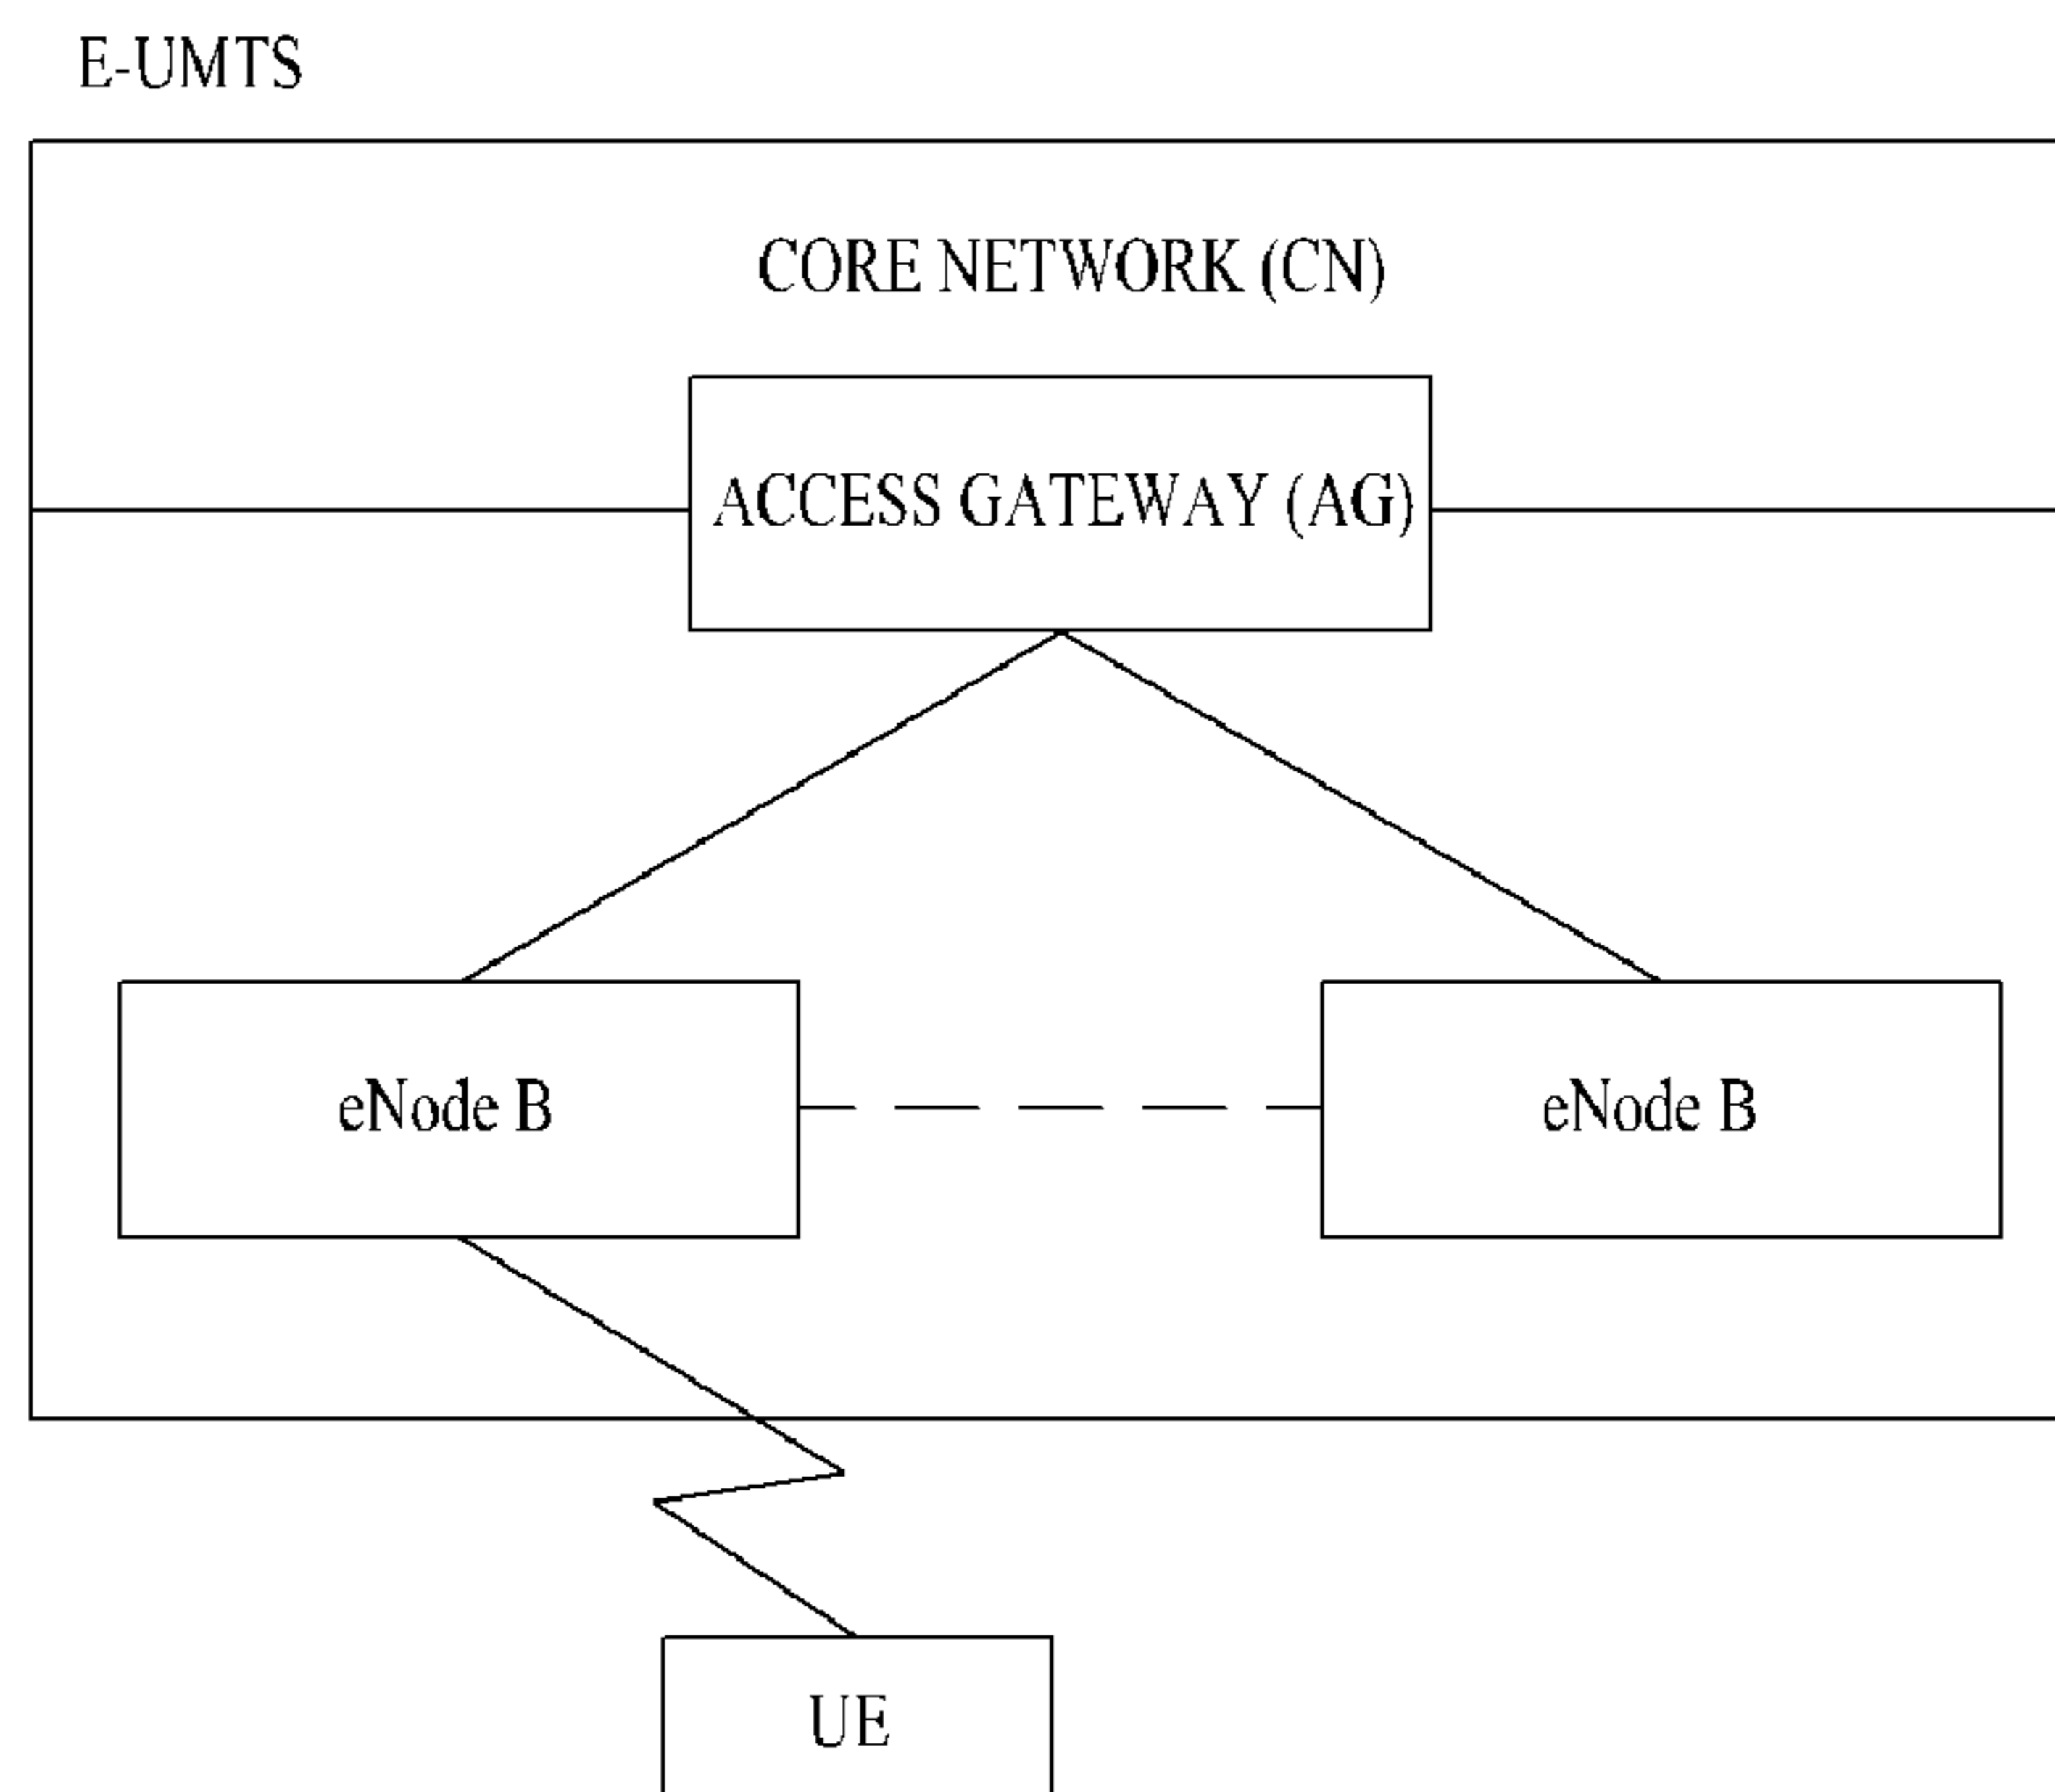 E-UMTS
CORE NETWORK (CN)
ACCESS GATEWAY (AG)
eNode B
eNode B
UE